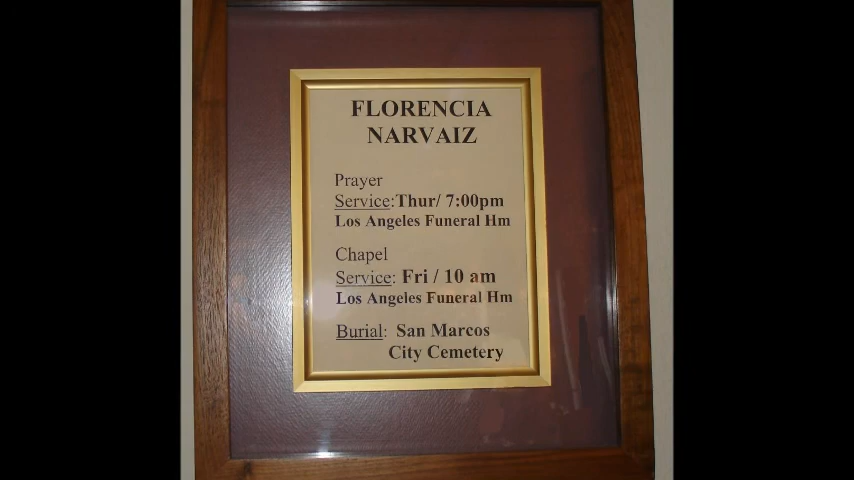 FLORENCIA
NARVAIZ
Prayer
Service:Thur/ 7:00pm
Los Angeles Funeral Hm
Chapel
Service: Fri / 10 am
Los Angeles Funeral Hm
Burial: San Marcos
City Cemetery